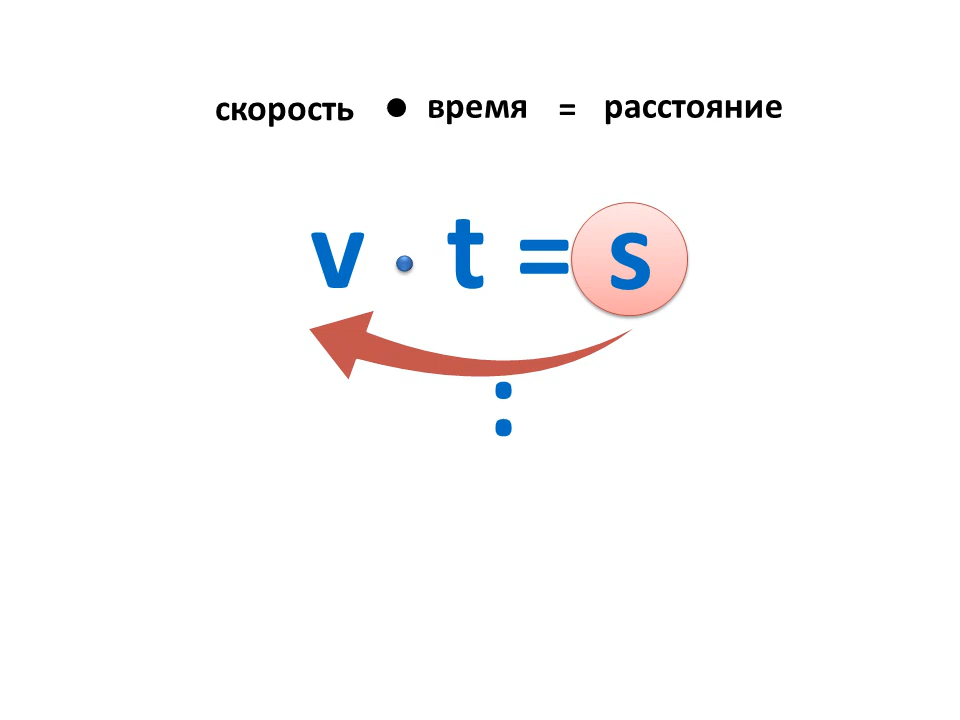 скорость • время = расстояние
v · t = s
: